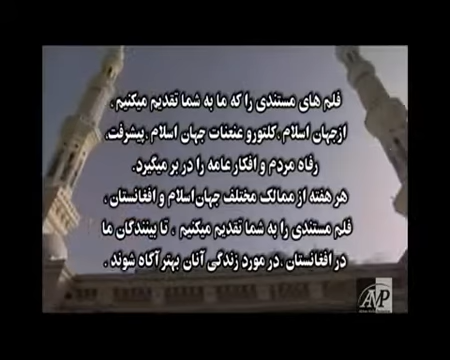 فلم های مستندی را که ما به شما تقدیم میکنیم ،
ازجهان اسلام ،کلتورو عنعنات جهان اسلام ،پیشرفت،
رفاه مردم و افکار عامه را در بر میگیرد.
هر هفته از ممالک مختلف جهان اسلام و افغانستان ،
فلم مستندی را به شما تقدیم میکنیم ، تا بینندگان ما
در افغانستان ،در مورد زندگی آنان بهتر آگاه شوند .
AVP